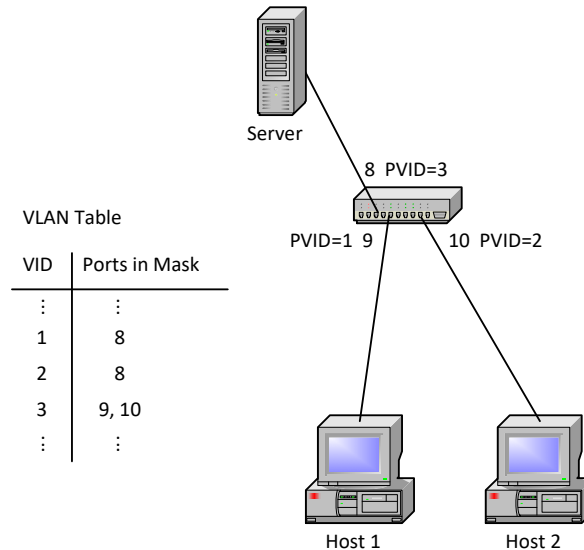 Server
8 PVID=3
VLAN Table
PVID=1 9
10 PVID=2
VID Ports in Mask
⋮ ⋮
1 8
2 8
3 9, 10
⋮ ⋮
Host 1
Host 2